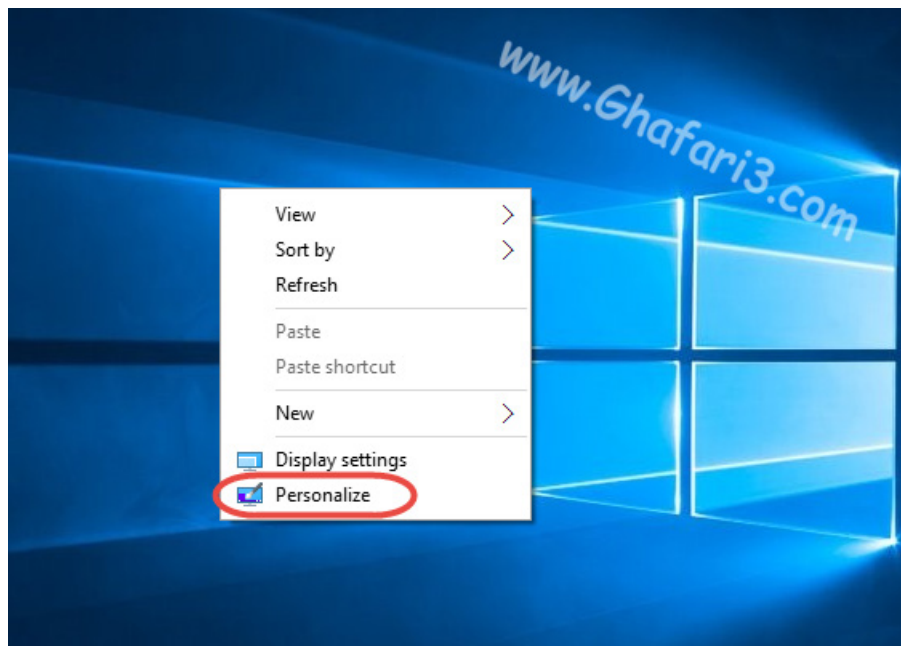 www.Ghafari3.com
View
Sort by
Refresh
Paste
Paste shortcut
New
Display settings
Personalize